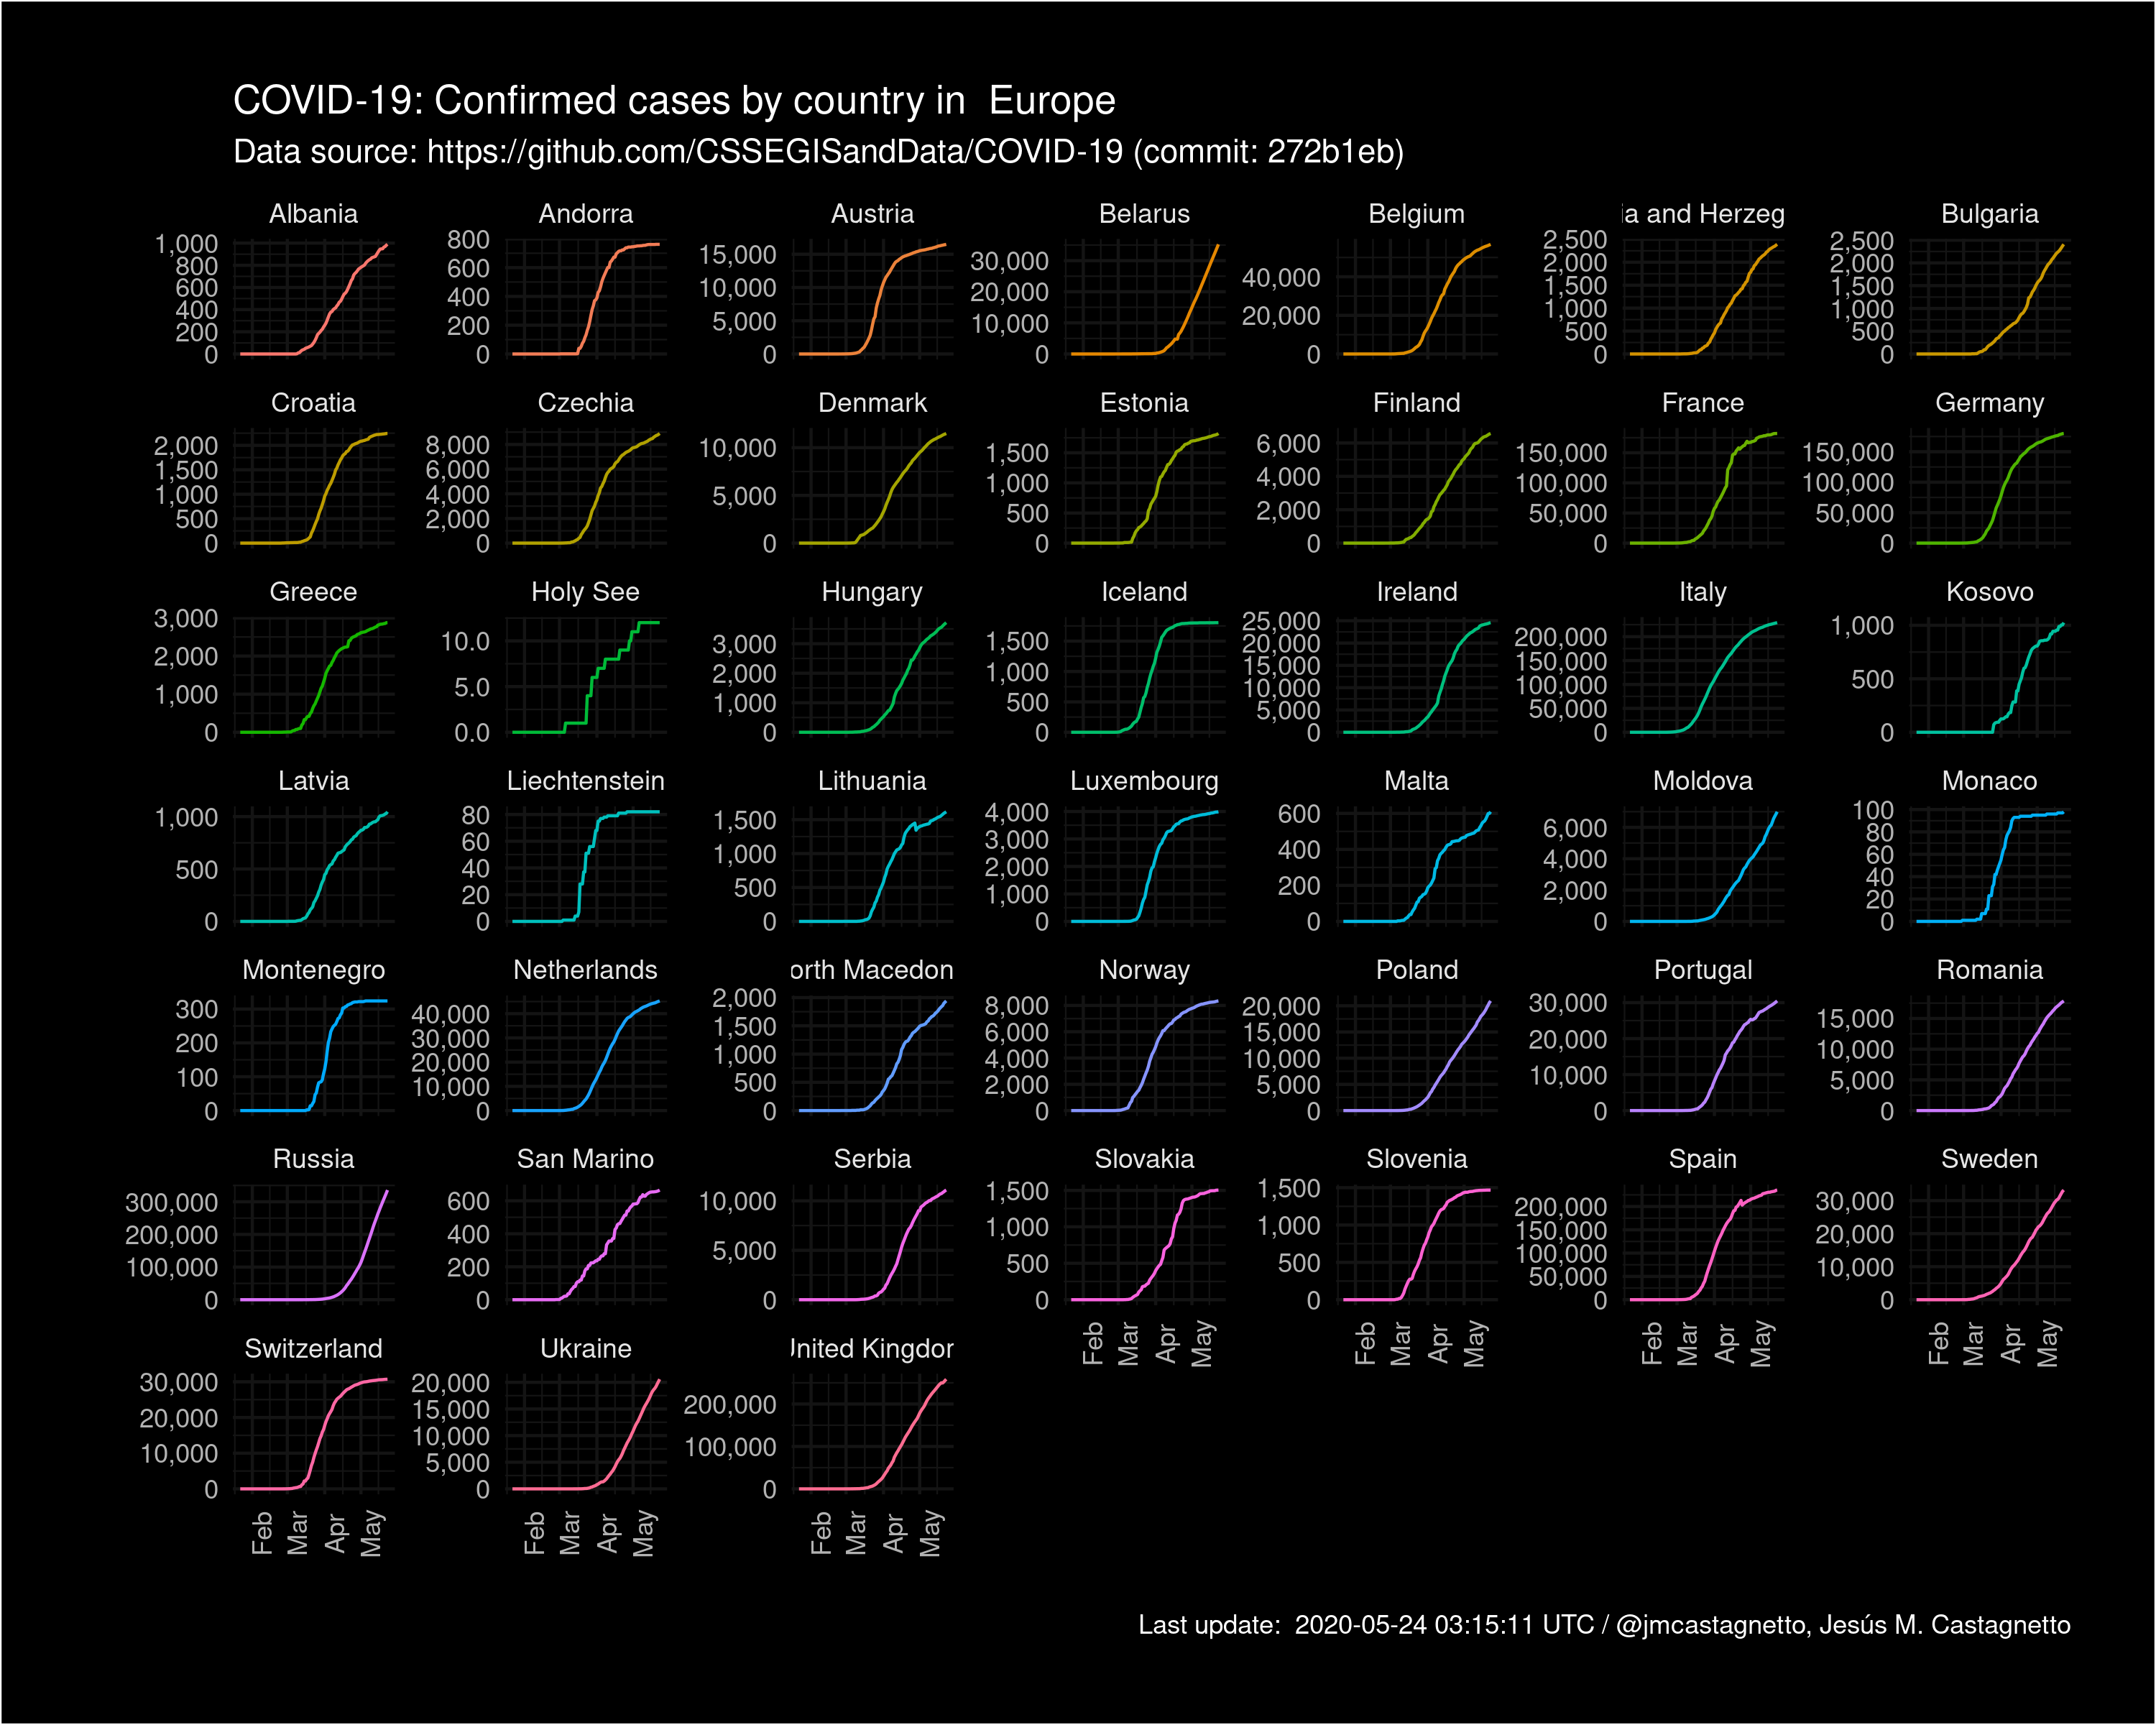 COVID-19: Confirmed cases by country in  Europe
Data source: https://github.com/CSSEGISandData/COVID-19 (commit: 272b1eb)
Albania Andorra Austria Belarus Belgium ia and Herzeg Bulgaria
1,000 800 600 400 200 0
800 600 400 200 0
15,000 10,000 5,000 0
30,000 20,000 10,000 0
40,000 20,000 0
2,500 2,000 1,500 1,000 500 0
2,500 2,000 1,500 1,000 500 0
Croatia Czechia Denmark Estonia Finland France Germany
2,000 1,500 1,000 500 0
8,000 6,000 4,000 2,000 0
10,000 5,000 0
1,500 1,000 500 0
6,000 4,000 2,000 0
150,000 100,000 50,000 0
150,000 100,000 50,000 0
Greece Holy See Hungary Iceland Ireland Italy Kosovo
3,000 2,000 1,000 0
10.0 5.0 0.0
3,000 2,000 1,000 0
1,500 1,000 500 0
25,000 20,000 15,000 10,000 5,000 0
200,000 150,000 100,000 50,000 0
1,000 500 0
Latvia Liechtenstein Lithuania Luxembourg Malta Moldova Monaco
1,000 500 0
80 60 40 20 0
1,500 1,000 500 0
4,000 3,000 2,000 1,000 0
600 400 200 0
6,000 4,000 2,000 0
100 80 60 40 20 0
Montenegro Netherlands orth Macedon Norway Poland Portugal Romania
300 200 100 0
40,000 30,000 20,000 10,000 0
2,000 1,500 1,000 500 0
8,000 6,000 4,000 2,000 0
20,000 15,000 10,000 5,000 0
30,000 20,000 10,000 0
15,000 10,000 5,000 0
Russia San Marino Serbia Slovakia Slovenia Spain Sweden
300,000 200,000 100,000 0
600 400 200 0
10,000 5,000 0
1,500 1,000 500 0
1,500 1,000 500 0
200,000 150,000 100,000 50,000 0
30,000 20,000 10,000 0
Feb Mar Apr May Feb Mar Apr May Feb Mar Apr May Feb Mar Apr May
Switzerland Ukraine United Kingdom
30,000 20,000 10,000 0
20,000 15,000 10,000 5,000 0
200,000 100,000 0
Feb Mar Apr May Feb Mar Apr May Feb Mar Apr May
Last update:  2020-05-24 03:15:11 UTC / @jmcastagnetto, Jesús M. Castagnetto